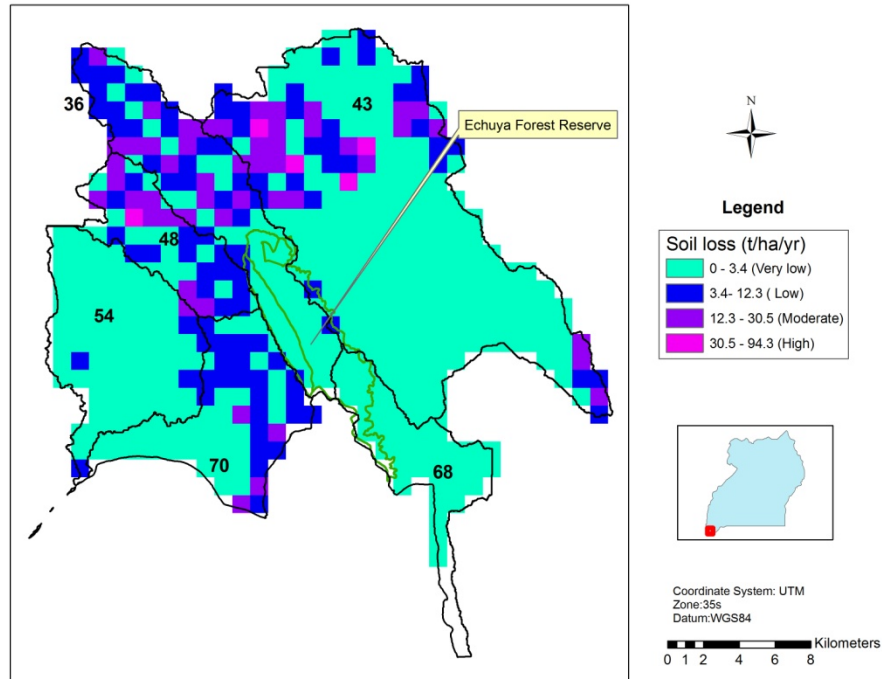 36
43
Echuya Forest Reserve
48
54
70
68
N
Legend
Soil loss (t/ha/yr)
0 - 3.4 (Very low)
3.4- 12.3 ( Low)
12.3 - 30.5 (Moderate)
30.5 - 94.3 (High)
Coordinate System: UTM
Zone:35s
Datum:WGS84
Kilometers
0 1 2 4 6 8